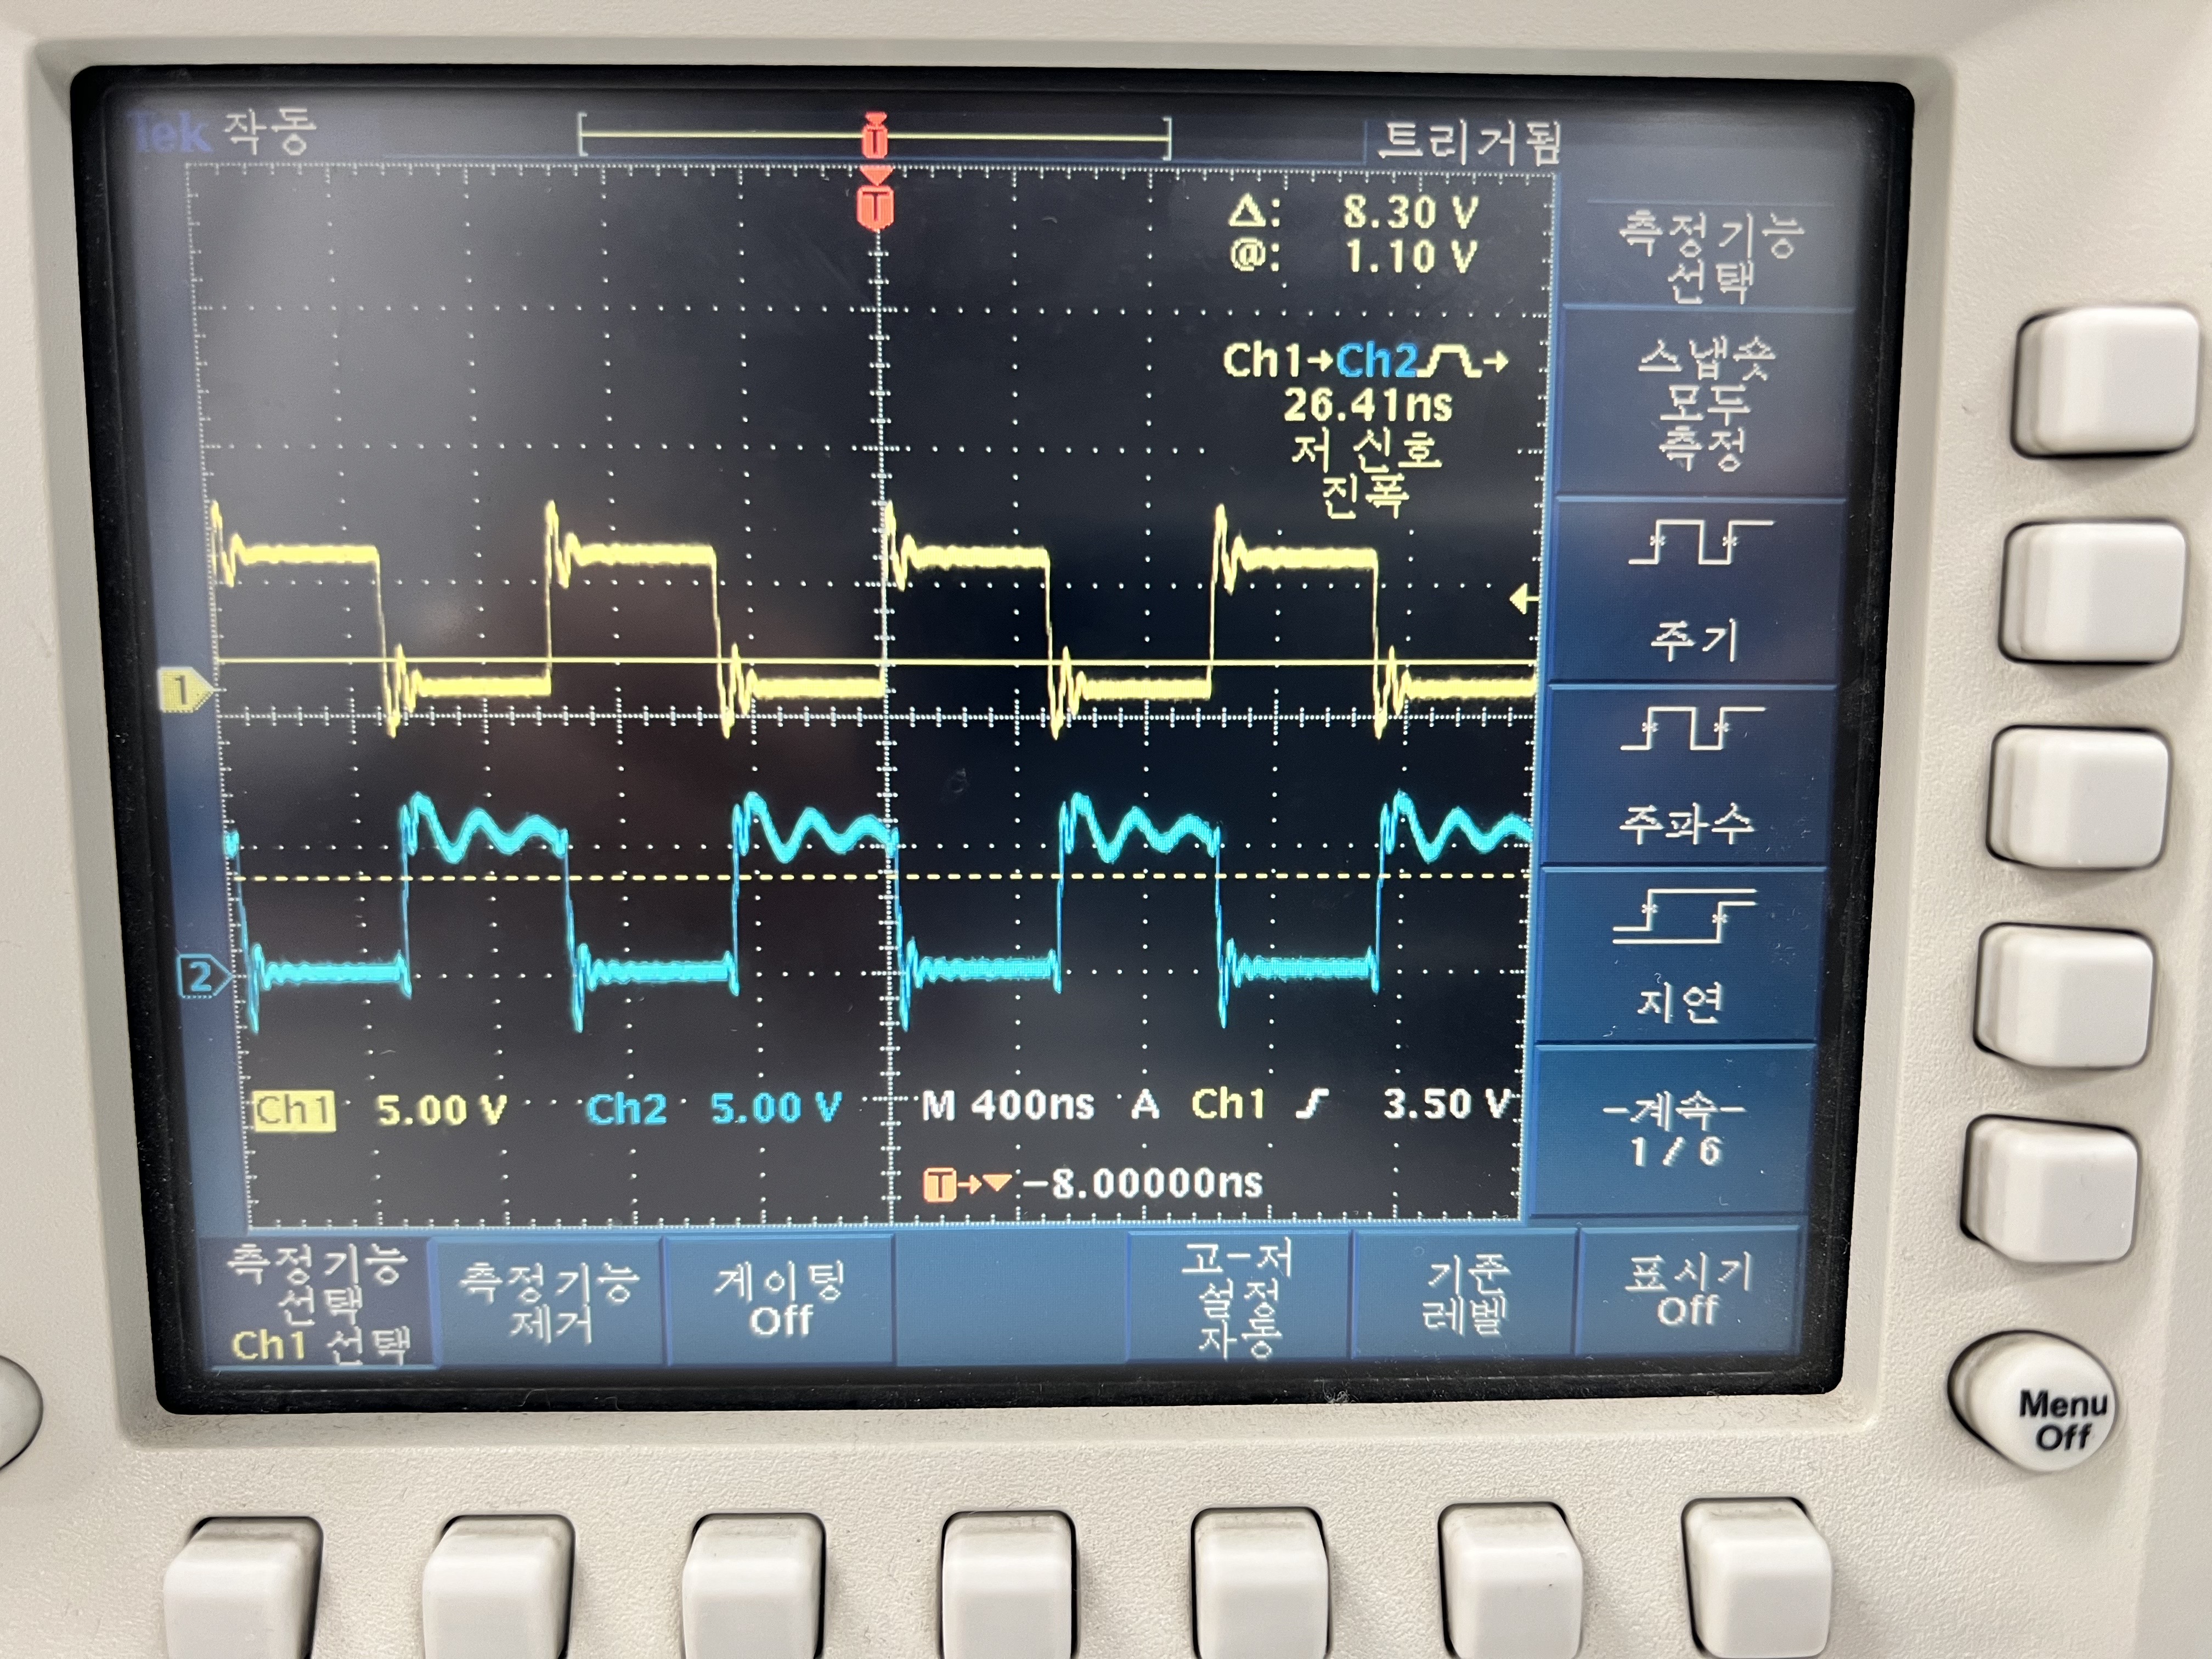 Tek 작동
트리거됨
T
T
Δ: 8.30 V
@: 1.10 V
Ch1→Ch2 →
26.41ns
저 신호
진폭
1
2
Ch1 5.00 V Ch2 5.00 V M 400ns A Ch1 3.50 V
T→▼ -8.00000ns
측정기능
선택
스냅숏
모두
측정
주기
주파수
지연
-계속-
1 / 6
측정기능
선택
Ch1 선택
측정기능
제거
게이팅
Off
고-저
설정
자동
기준
레벨
표시기
Off
Menu
Off